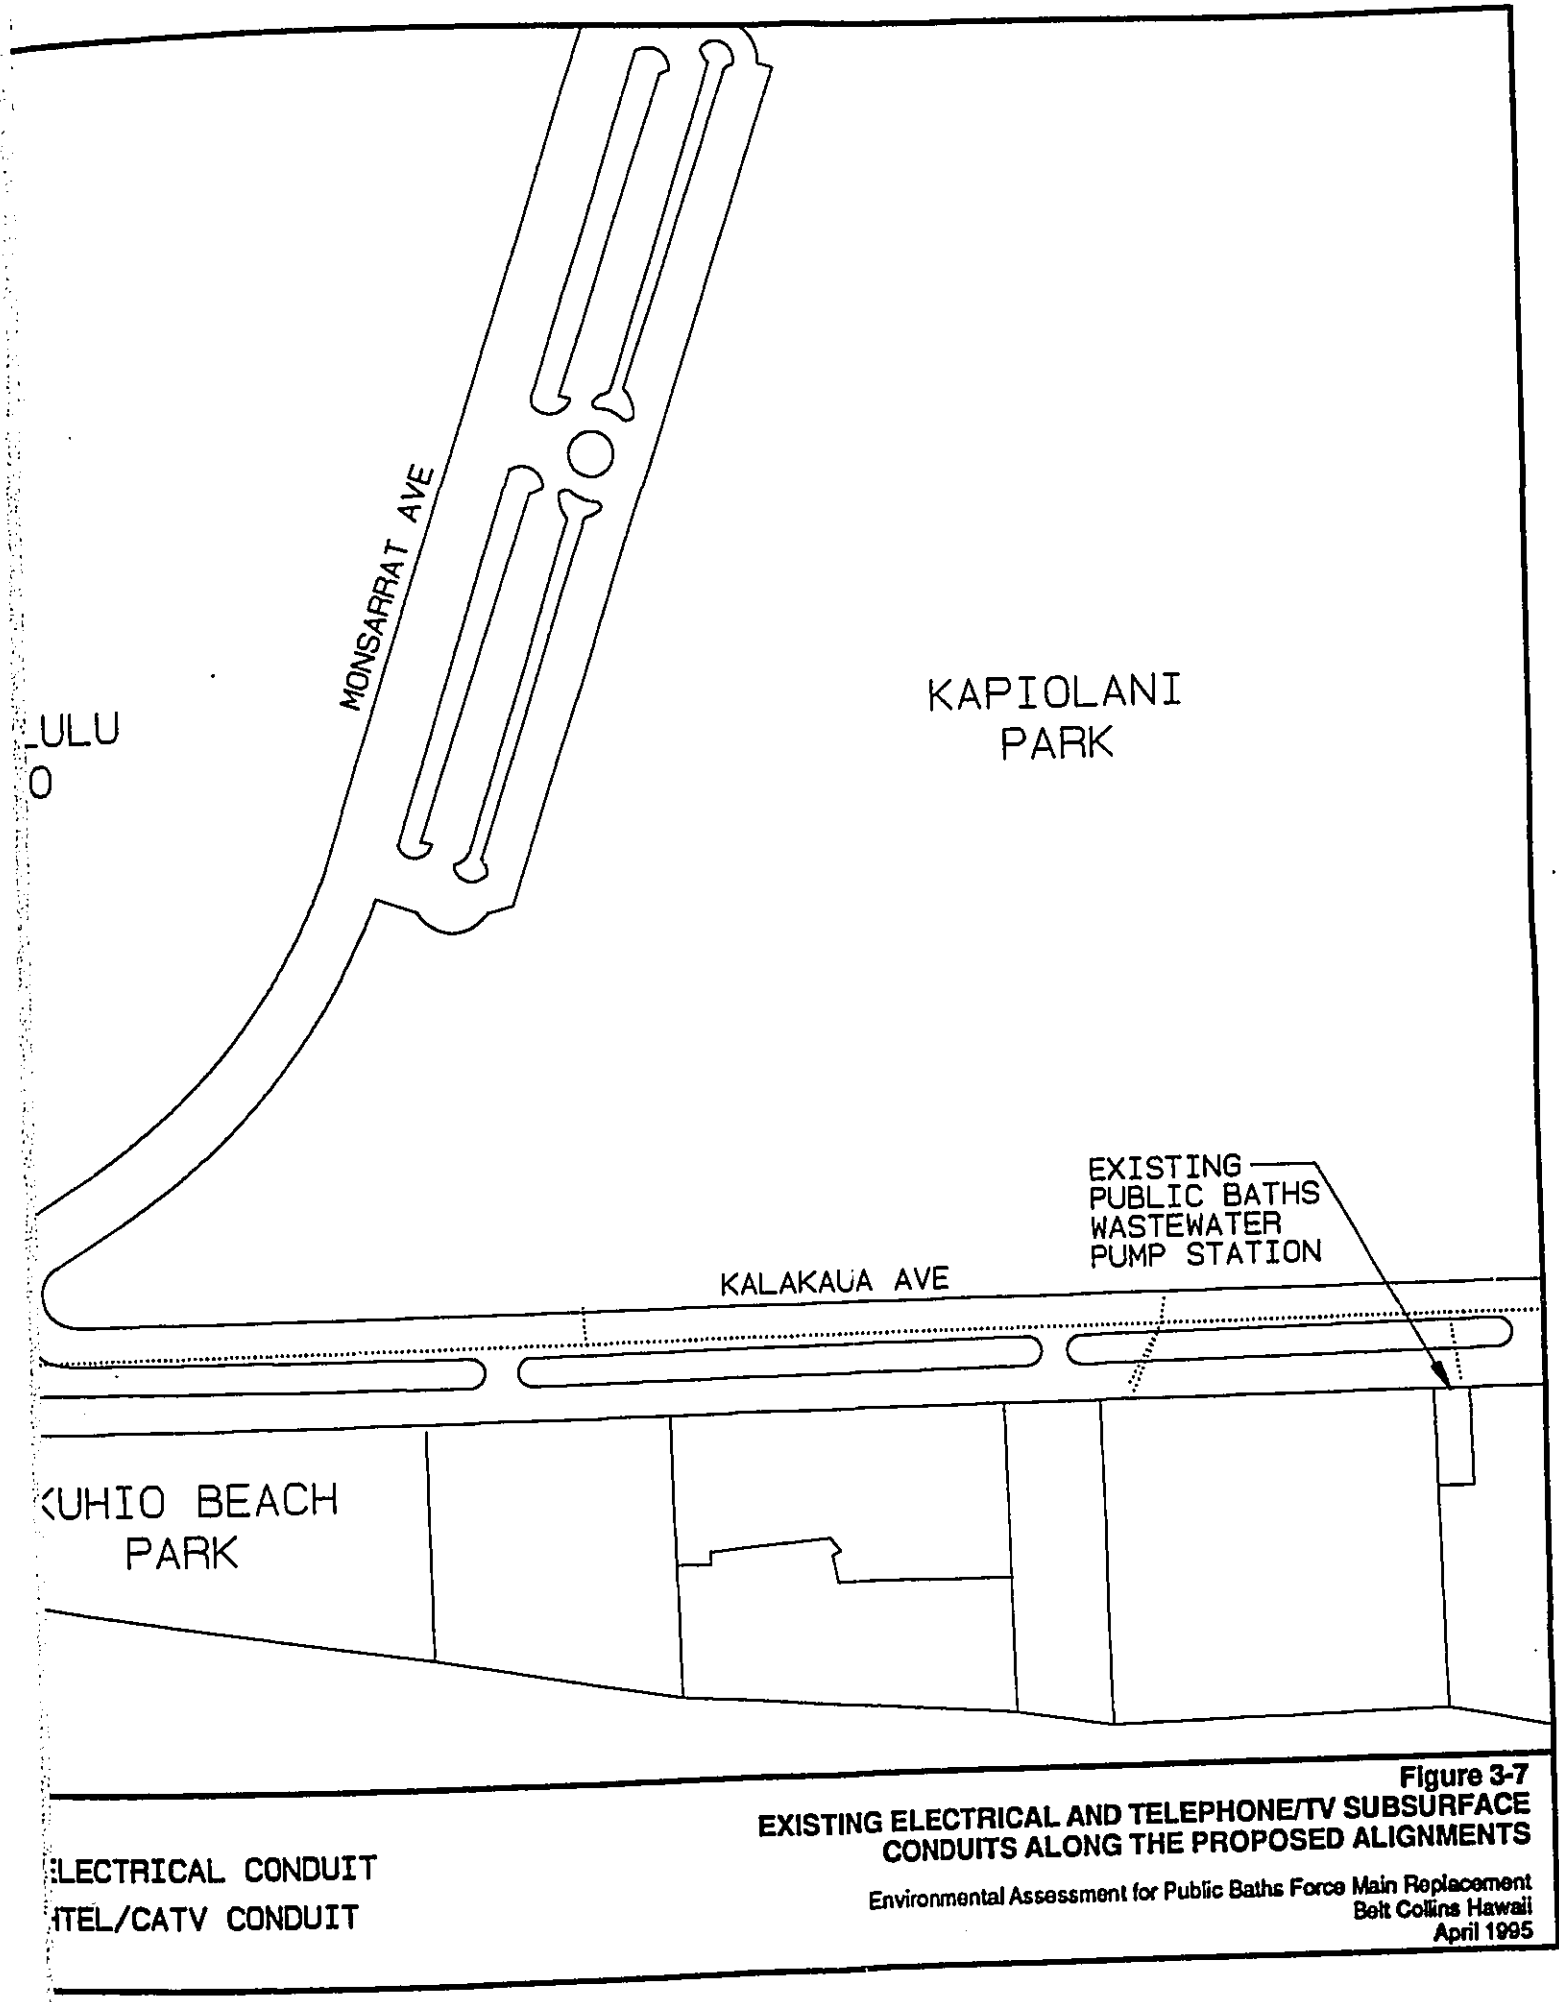 MONSARRAT AVE
ULU
O
KAPIOLANI
PARK
EXISTING
PUBLIC BATHS
WASTEWATER
PUMP STATION
KALAKAUA AVE
KUHIO BEACH
PARK
Figure 3-7
EXISTING ELECTRICAL AND TELEPHONE/TV SUBSURFACE
CONDUITS ALONG THE PROPOSED ALIGNMENTS
LECTRICAL CONDUIT
TEL/CATV CONDUIT
Environmental Assessment for Public Baths Force Main Replacement
Belt Collins Hawaii
April 1995